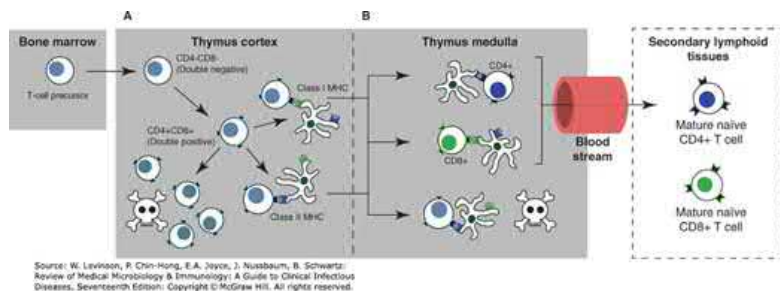 A
B
Bone marrow
Thymus cortex
Thymus medulla
Secondary lymphoid
tissues
CD4-CD8-
(Double negative)
T-cell precursor
Class I MHC
CD4+
CD4+CD8+
(Double positive)
CD8+
Class II MHC
Blood
stream
Mature naïve
CD4+ T cell
Mature naïve
CD8+ T cell
Source: W. Levinson, P. Chin-Hong, E.A. Joyce, J. Nussbaum, B. Schwartz:
Review of Medical Microbiology & Immunology: A Guide to Clinical Infectious
Diseases, Seventeenth Edition: Copyright © McGraw Hill. All rights reserved.